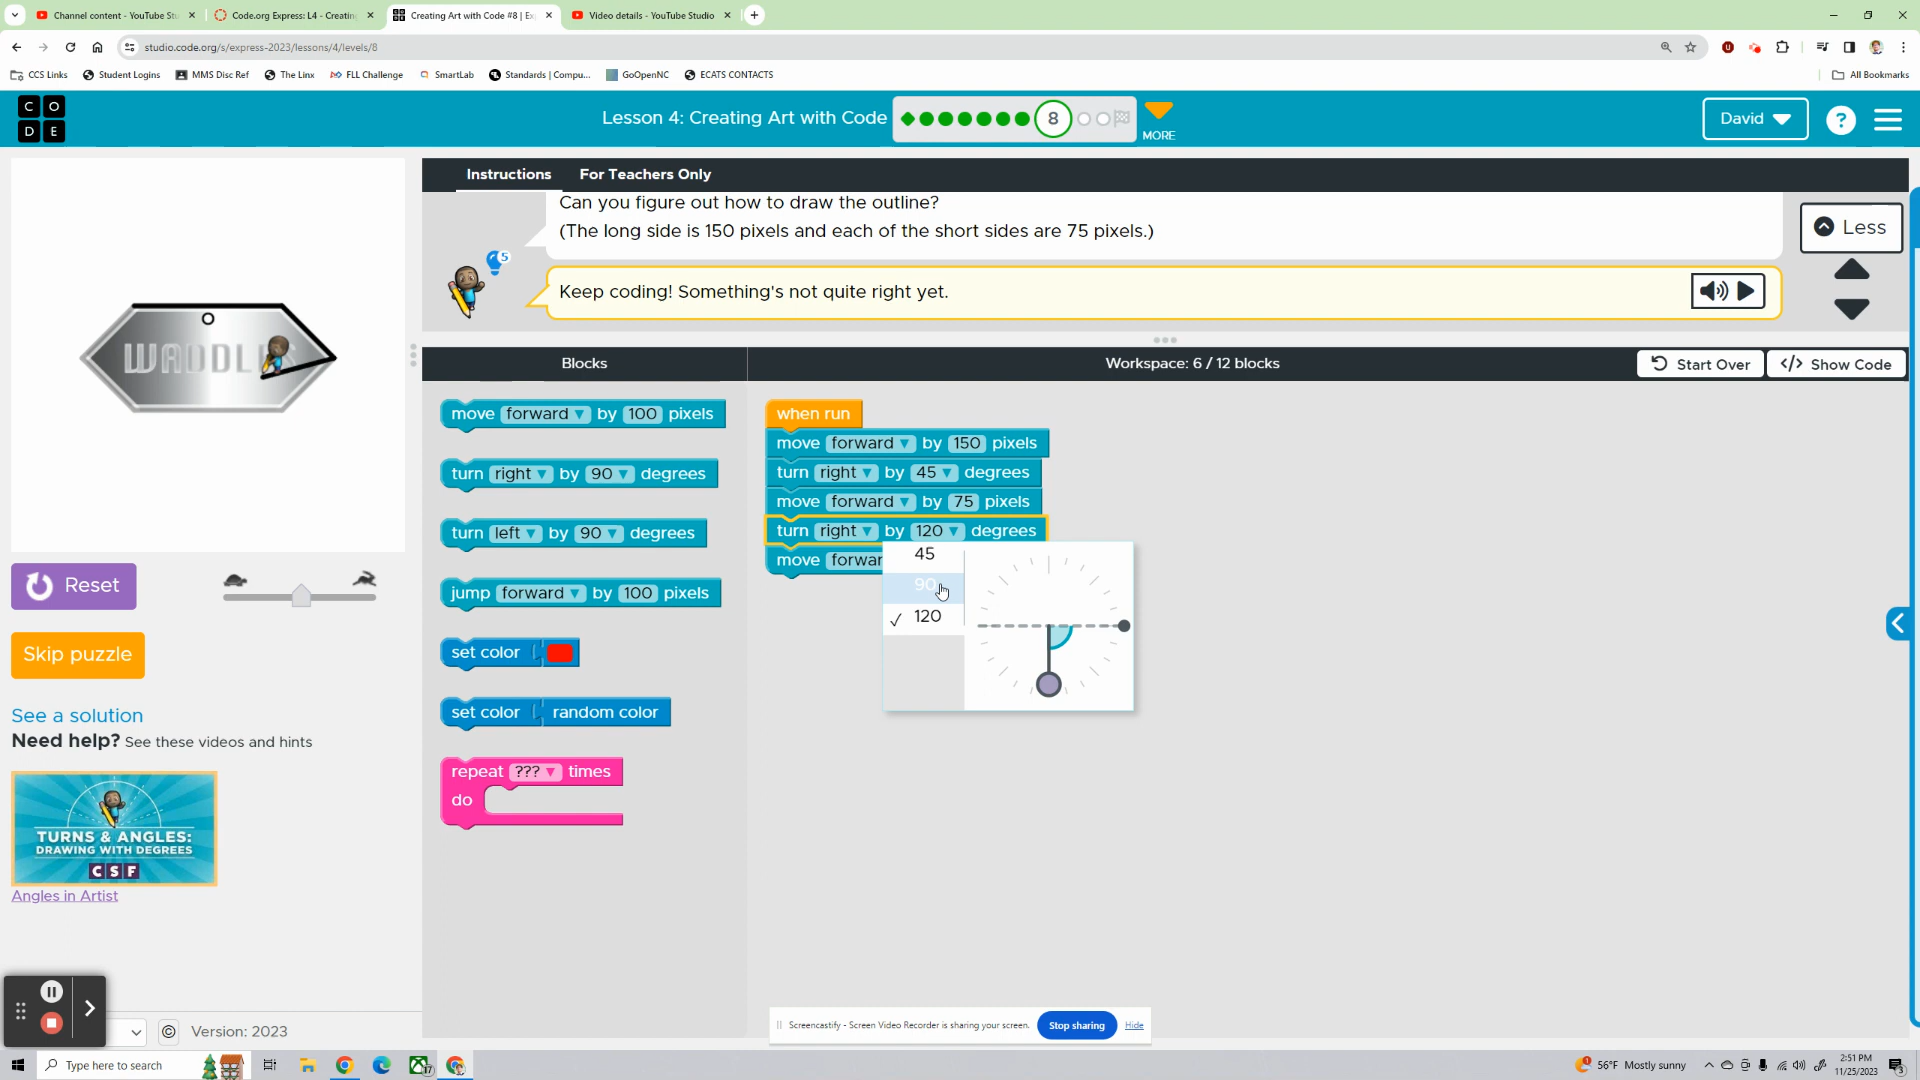 Channel content - YouTube Stu
Code.org Express: L4 - Creatin
Creating Art with Code #8 | Ex
Video details - YouTube Studio
studio.code.org/s/express-2023/lessons/4/levels/8
CCS Links
Student Logins
MMS Disc Ref
The Linx
FLL Challenge
SmartLab
Standards | Compu...
GoOpenNC
ECATS CONTACTS
All Bookmarks
CODE
Lesson 4: Creating Art with Code
8
MORE
David
?
Instructions
For Teachers Only
Can you figure out how to draw the outline?
(The long side is 150 pixels and each of the short sides are 75 pixels.)
Less
5
Keep coding! Something's not quite right yet.
WADDL
Blocks
Workspace: 6 / 12 blocks
Start Over
</> Show Code
move forward by 100 pixels
turn right by 90 degrees
turn left by 90 degrees
jump forward by 100 pixels
set color
set color random color
repeat ??? times
do
when run
move forward by 150 pixels
turn right by 45 degrees
move forward by 75 pixels
turn right by 120 degrees
move forwar
45
90
✓ 120
Reset
Skip puzzle
See a solution
Need help? See these videos and hints
TURNS & ANGLES:
DRAWING WITH DEGREES
CSF
Angles in Artist
© Version: 2023
Screencastify - Screen Video Recorder is sharing your screen.
Stop sharing
Hide
Type here to search
17
1
56°F Mostly sunny
2:51 PM
11/25/2023
3